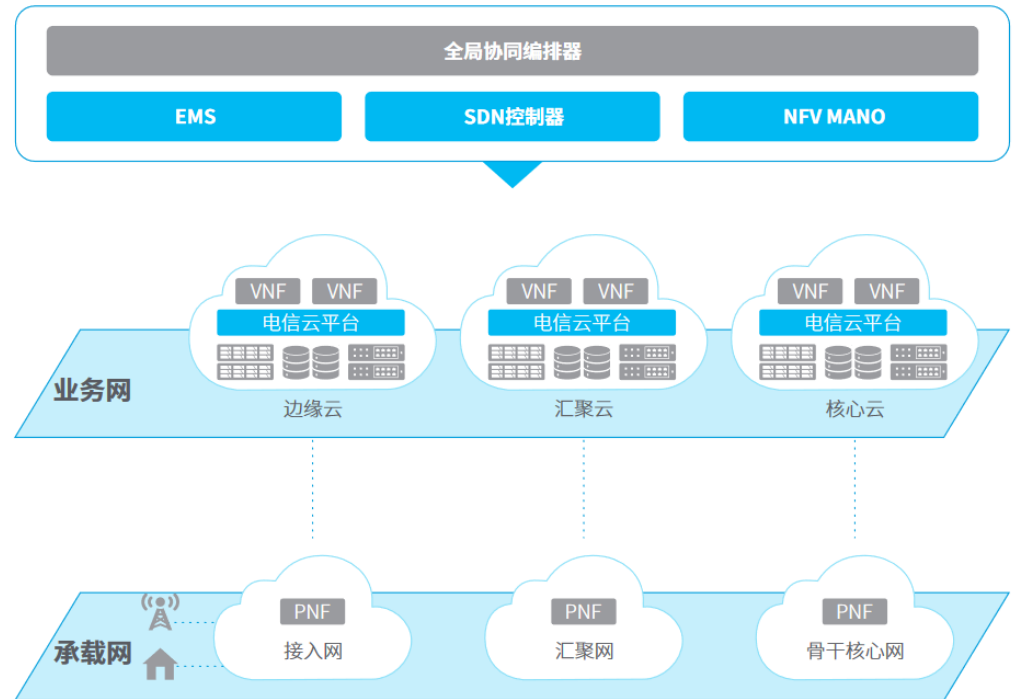 全局协同编排器
EMS
SDN控制器
NFV MANO
VNF
VNF
VNF
VNF
VNF
VNF
电信云平台
电信云平台
电信云平台
业务网
边缘云
汇聚云
核心云
PNF
PNF
PNF
承载网
接入网
汇聚网
骨干核心网